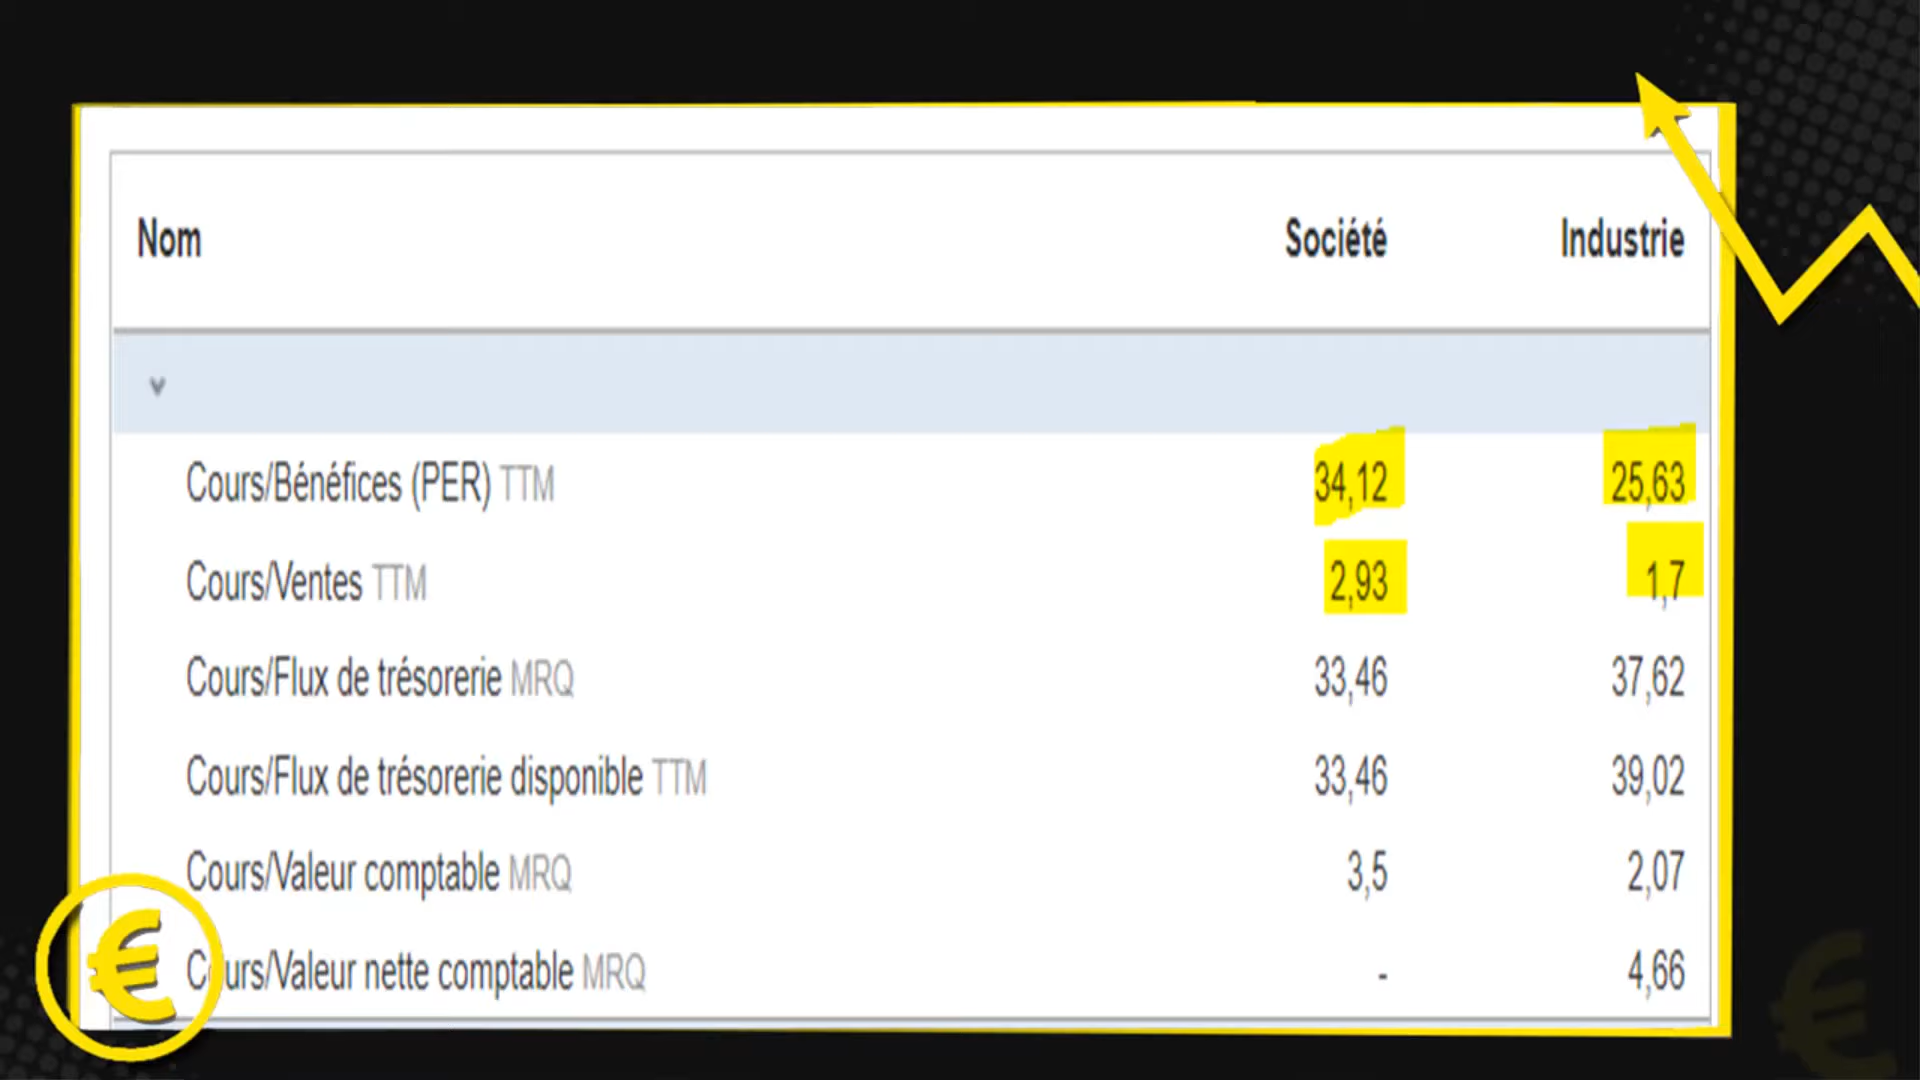 Nom Société Industrie
Cours/Bénéfices (PER) TTM 34,12 25,63
Cours/Ventes TTM 2,93 1,7
Cours/Flux de trésorerie MRQ 33,46 37,62
Cours/Flux de trésorerie disponible TTM 33,46 39,02
Cours/Valeur comptable MRQ 3,5 2,07
Cours/Valeur nette comptable MRQ - 4,66
€